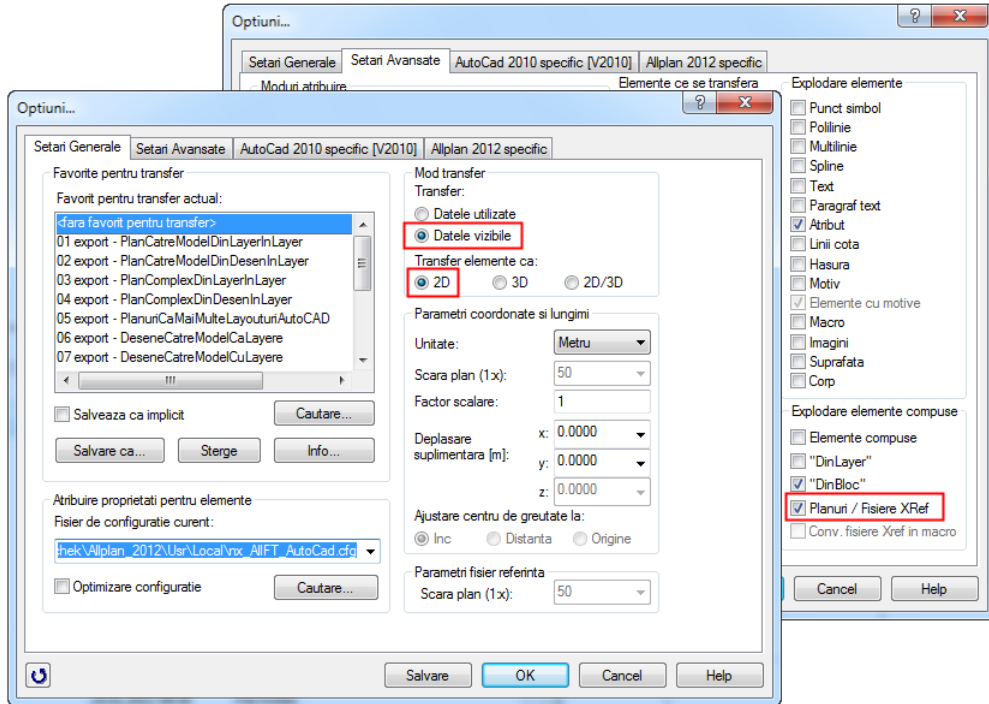 Optiuni...
Setari Generale Setari Avansate AutoCad 2010 specific [V2010] Allplan 2012 specific
Moduri atribuire Elemente ce se transfera Explodare elemente
Punct simbol
Polilinie
Multilinie
Spline
Text
Paragraf text
Atribut
Linii cota
Hasura
Motiv
Elemente cu motive
Macro
Imagini
Suprafata
Corp
Explodare elemente compuse
Elemente compuse
"DinLayer"
"DinBloc"
Planuri / Fisiere XRef
Conv. fisiere Xref in macro
Cancel Help
Optiuni...
Setari Generale Setari Avansate AutoCad 2010 specific [V2010] Allplan 2012 specific
Favorite pentru transfer
Favorit pentru transfer actual:
<fara favorit pentru transfer>
01 export - PlanCatreModelDinLayerInLayer
02 export - PlanCatreModelDinDesenInLayer
03 export - PlanComplexDinLayerInLayer
04 export - PlanComplexDinDesenInLayer
05 export - PlanuriCaMaiMulteLayouturiAutoCAD
06 export - DeseneCatreModelCaLayere
07 export - DeseneCatreModelCuLayere
Salveaza ca implicit Cautare...
Salvare ca... Sterge Info...
Atribuire proprietati pentru elemente
Fisier de configuratie curent:
chek\Allplan_2012\Usr\Local\nx_AllFT_AutoCad.cfg
Optimizare configuratie Cautare...
Mod transfer
Transfer:
Datele utilizate
Datele vizibile
Transfer elemente ca:
2D 3D 2D/3D
Parametri coordonate si lungimi
Unitate: Metru
Scara plan (1:x): 50
Factor scalare: 1
Deplasare suplimentara [m]:
x: 0.0000
y: 0.0000
z: 0.0000
Ajustare centru de greutate la:
Inc Distanta Origine
Parametri fisier referinta
Scara plan (1:x): 50
Salvare OK Cancel Help